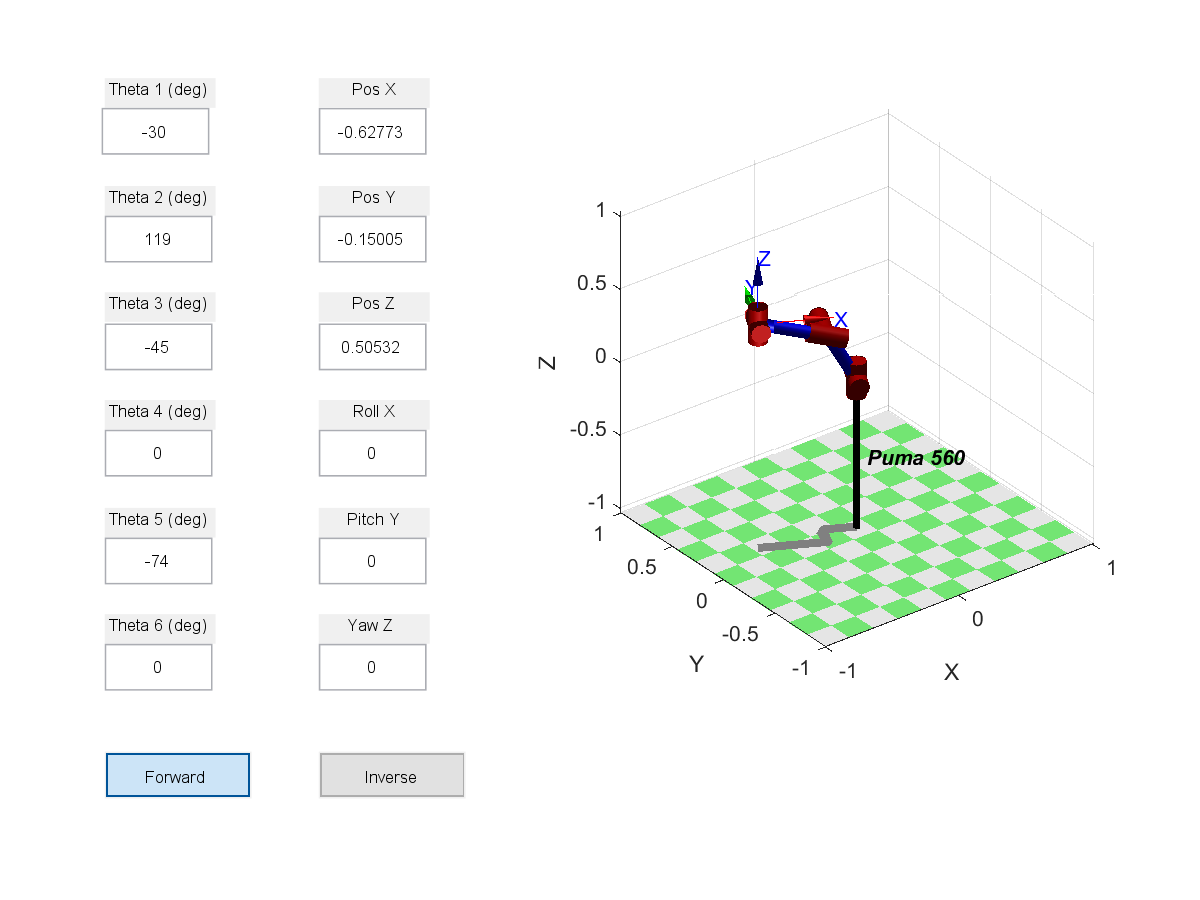 Theta 1 (deg)
-30
Pos X
-0.62773
Theta 2 (deg)
119
Pos Y
-0.15005
Theta 3 (deg)
-45
Pos Z
0.50532
Theta 4 (deg)
0
Roll X
0
Theta 5 (deg)
-74
Pitch Y
0
Theta 6 (deg)
0
Yaw Z
0
Forward
Inverse
1
0.5
0
-0.5
-1
Z
Z
Y
X
Puma 560
1
0.5
0
-0.5
-1
Y
-1
0
1
X